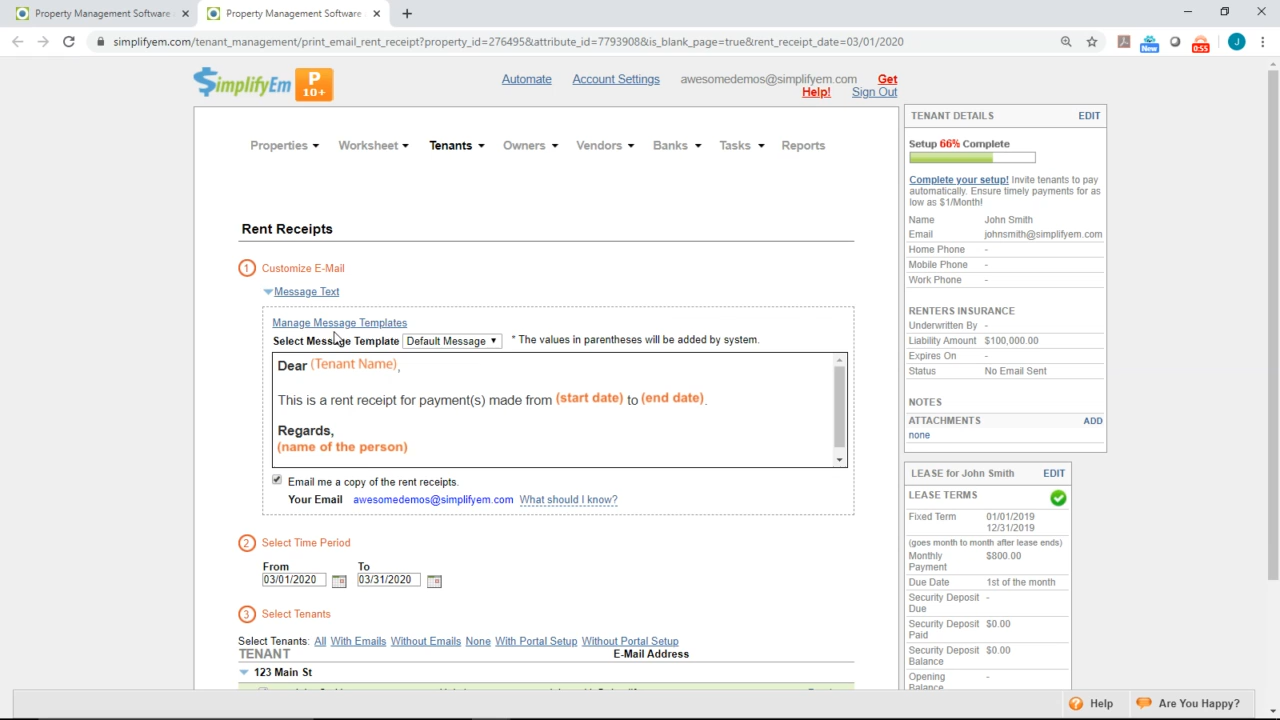 Property Management Software
Property Management Software
simplifyem.com/tenant_management/print_email_rent_receipt?property_id=276495&attribute_id=7793908&is_blank_page=true&rent_receipt_date=03/01/2020
New
0:55
J
$implifyEm
P
10+
Automate Account Settings awesomedemos@simplifyem.com Get Help! Sign Out
Properties Worksheet Tenants Owners Vendors Banks Tasks Reports
Rent Receipts
1 Customize E-Mail
Message Text
Manage Message Templates
Select Message Template Default Message * The values in parentheses will be added by system.
Dear (Tenant Name),
This is a rent receipt for payment(s) made from (start date) to (end date).
Regards,
(name of the person)
Email me a copy of the rent receipts.
Your Email awesomedemos@simplifyem.com What should I know?
2 Select Time Period
From To
03/01/2020 03/31/2020
3 Select Tenants
Select Tenants: All With Emails Without Emails None With Portal Setup Without Portal Setup
TENANT E-Mail Address
123 Main St
TENANT DETAILS EDIT
Setup 66% Complete
Complete your setup! Invite tenants to pay
automatically. Ensure timely payments for as
low as $1/Month!
Name John Smith
Email johnsmith@simplifyem.com
Home Phone -
Mobile Phone -
Work Phone -
RENTERS INSURANCE
Underwritten By -
Liability Amount $100,000.00
Expires On -
Status No Email Sent
NOTES
ATTACHMENTS ADD
none
LEASE for John Smith EDIT
LEASE TERMS
Fixed Term 01/01/2019
12/31/2019
(goes month to month after lease ends)
Monthly $800.00
Payment
Due Date 1st of the month
Security Deposit -
Due
Security Deposit $0.00
Paid
Security Deposit $0.00
Balance
Opening -
Balance
Help Are You Happy?